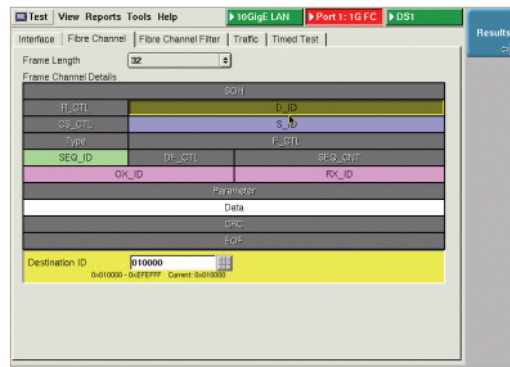 Test View Reports Tools Help 10GigE LAN Port 1: 1G FC DS1
Results
Interface Fibre Channel Fibre Channel Filter Traffic Timed Test
Frame Length 32
Frame Channel Details
SOH
R_CTL D_ID
CS_CTL S_ID
Type F_CTL
SEQ_ID DF_CTL SEQ_CNT
OX_ID RX_ID
Parameter
Data
CRC
EOF
Destination ID 010000
0x010000 - 0xEFEFFF Current: 0x010000